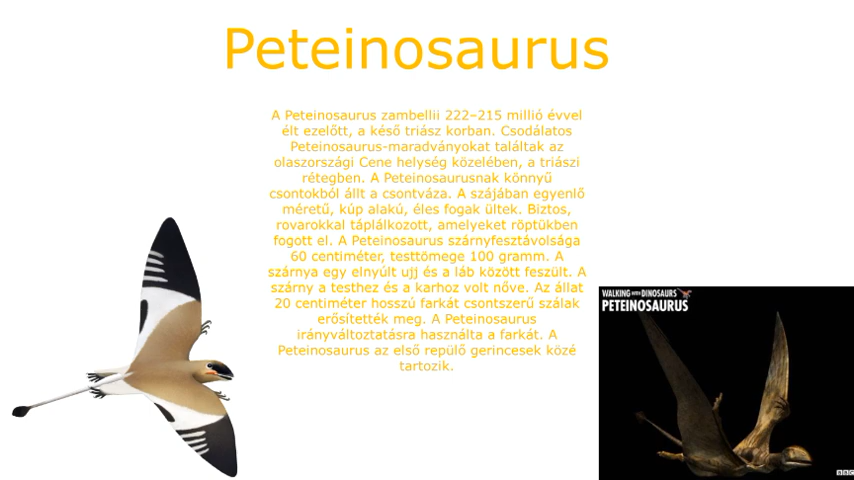 Peteinosaurus
A Peteinosaurus zambellii 222–215 millió évvel
élt ezelőtt, a késő triász korban. Csodálatos
Peteinosaurus-maradványokat találtak az
olaszországi Cene helység közelében, a triászi
rétegben. A Peteinosaurusnak könnyű
csontokból állt a csontváza. A szájában egyenlő
méretű, kúp alakú, éles fogak ültek. Biztos,
rovarokkal táplálkozott, amelyeket röptükben
fogott el. A Peteinosaurus szárnyfesztávolsága
60 centiméter, testtömege 100 gramm. A
szárnya egy elnyúlt ujj és a láb között feszült. A
szárny a testhez és a karhoz volt nőve. Az állat
20 centiméter hosszú farkát csontszerű szálak
erősítették meg. A Peteinosaurus
irányváltoztatásra használta a farkát. A
Peteinosaurus az első repülő gerincesek közé
tartozik.
WALKING WITH DINOSAURS
PETEINOSAURUS
BBC